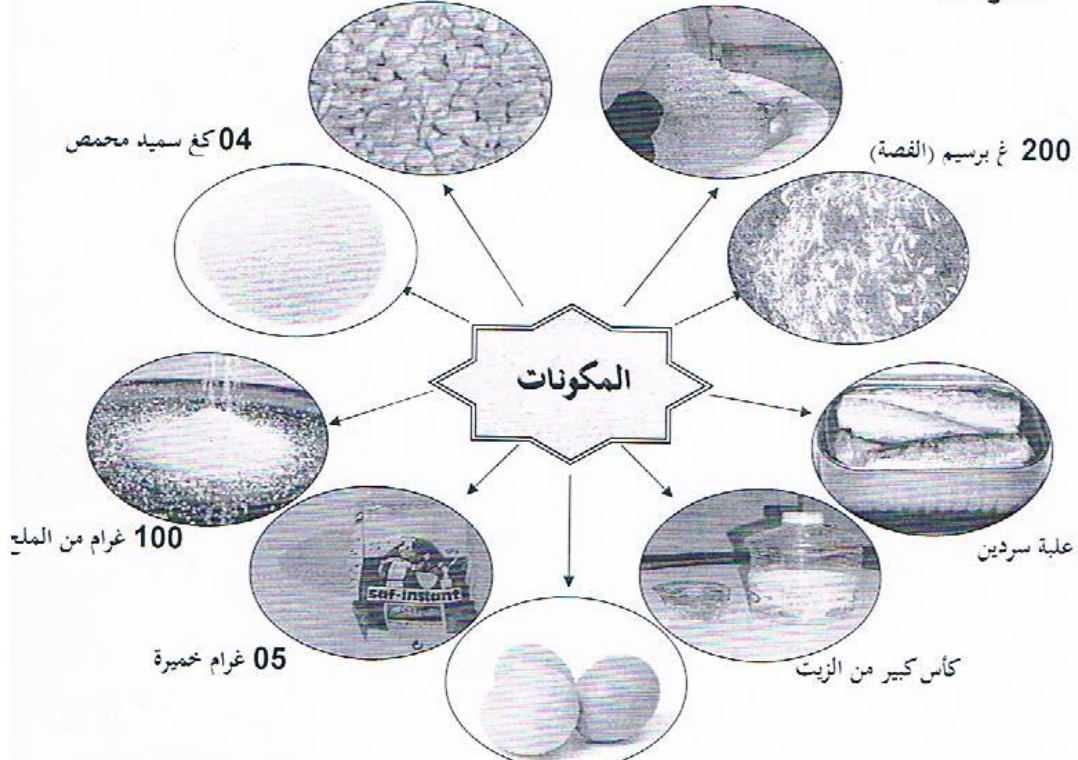 04 كغ سميد محمص
200 غ برسيم (الفصة)
المكونات
100 غرام من الملح
علبة سردين
saf-instant
05 غرام خميرة
كأس كبير من الزيت